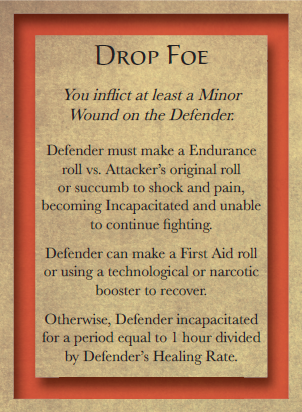 Drop Foe
You inflict at least a Minor
Wound on the Defender.
Defender must make a Endurance
roll vs. Attacker's original roll
or succumb to shock and pain,
becoming Incapacitated and unable
to continue fighting.
Defender can make a First Aid roll
or using a technological or narcotic
booster to recover.
Otherwise, Defender incapacitated
for a period equal to 1 hour divided
by Defender's Healing Rate.